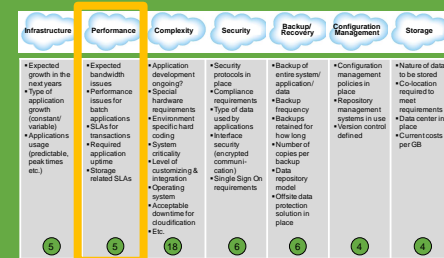 Infrastructure
Performance
Complexity
Security
Backup/
Recovery
Configuration
Management
Storage
▪Expected
growth in the
next years
▪Type of
application
growth
(constant/
variable)
▪Applications
usage
(predictable,
peak times
etc.)
▪Expected
bandwidth
issues
▪Performance
issues for
batch
applications
▪SLAs for
transactions
▪Required
application
uptime
▪Storage
related SLAs
▪Application
development
ongoing?
▪Special
hardware
requirements
▪Environment
specific hard
coding
▪System
criticality
▪Level of
customizing &
integration
▪Operating
system
▪Acceptable
downtime for
cloudification
▪Etc.
▪Security
protocols in
place
▪Compliance
requirements
▪Type of data
used by
applications
▪Interface
security
(encrypted
communi-
cation)
▪Single Sign On
requirements
▪Backup of
entire system/
application/
data
▪Backup
frequency
▪Backups
retained for
how long
▪Number of
copies per
backup
▪Data
repository
model
▪Offsite data
protection
solution in
place
▪Configuration
management
policies in
place
▪Repository
management
systems in use
▪Version control
defined
▪Nature of data
to be stored
▪Co-location
required to
meet
requirements
▪Data center in
place
▪Current costs
per GB
5
5
18
6
6
4
4